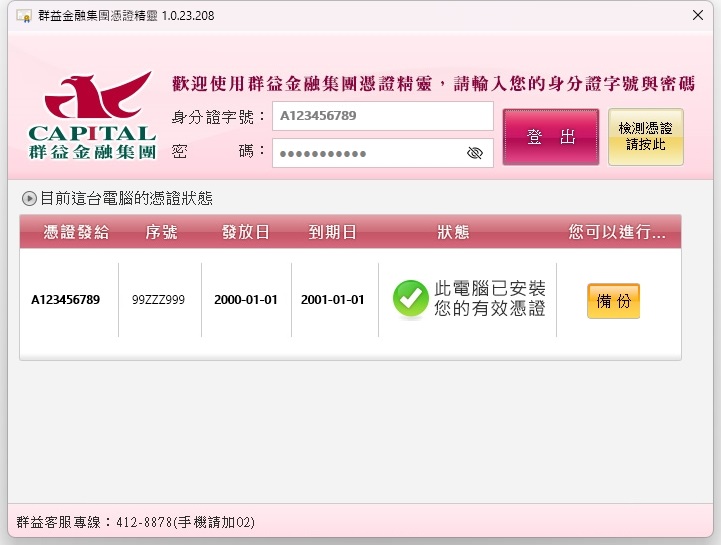 群益金融集團憑證精靈 1.0.23.208
歡迎使用群益金融集團憑證精靈，請輸入您的身分證字號與密碼
CAPITAL
群益金融集團
身分證字號： A123456789
密 碼： ●●●●●●●●●●●
登 出
檢測憑證
請按此
目前這台電腦的憑證狀態
憑證發給 序號 發放日 到期日 狀態 您可以進行...
A123456789 99ZZZ999 2000-01-01 2001-01-01
此電腦已安裝
您的有效憑證
備份
群益客服專線：412-8878(手機請加02)